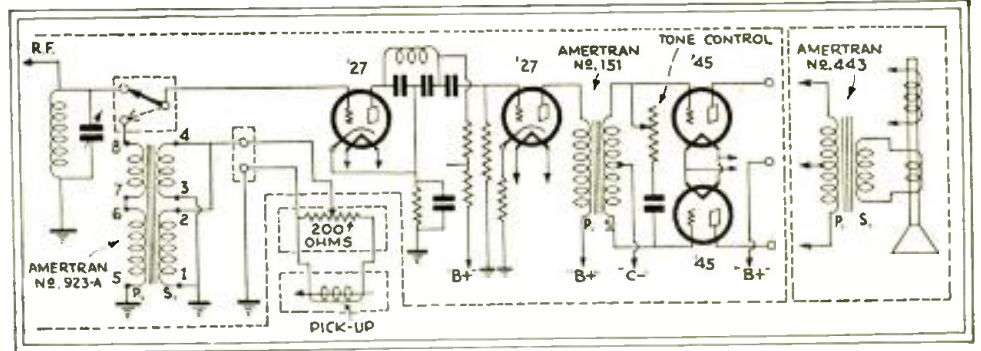 R.F.
'27
'27
AMERTRAN
Nº. 151
TONE CONTROL
'45
AMERTRAN
Nº. 443
8
4
7
3
6
2
5
1
P.
S.
AMERTRAN
Nº. 923-A
200
OHMS
PICK-UP
B+
P.
S.
B+
-C-
'45
B+
P.
S.